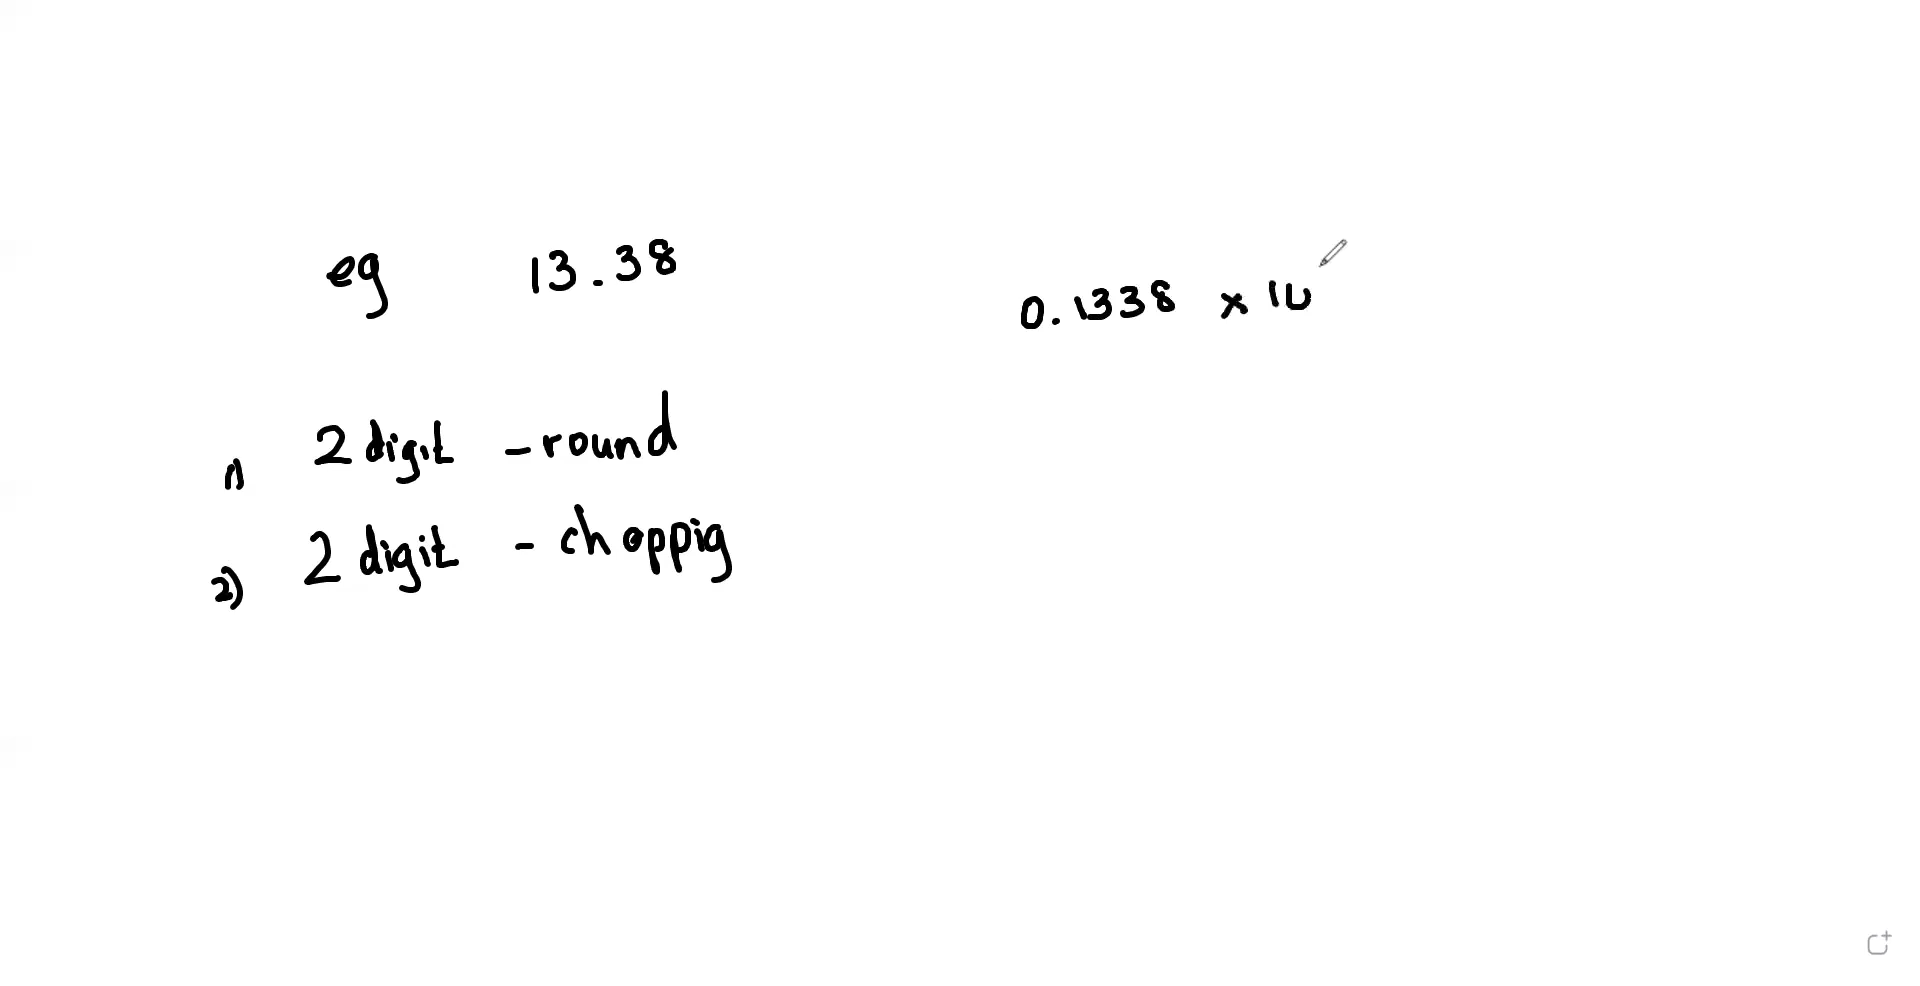 eg 13.38
0.1338 x 10
1) 2 digit - round
2) 2 digit - choppig